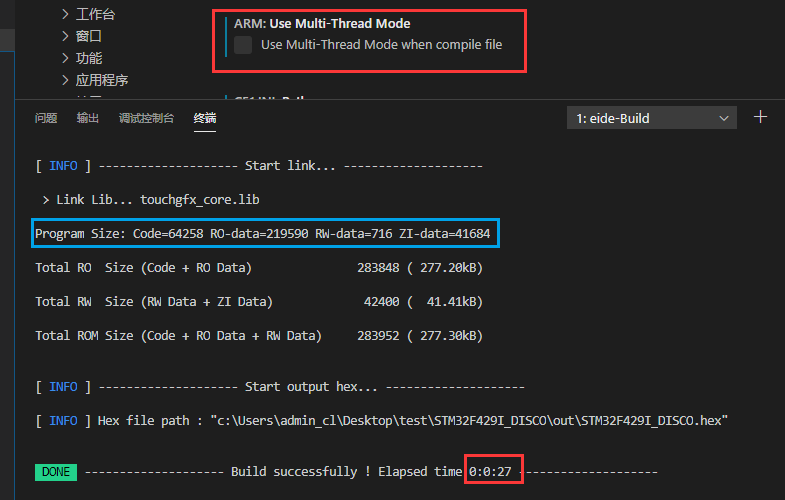 工作台
ARM: Use Multi-Thread Mode
窗口
Use Multi-Thread Mode when compile file
功能
应用程序
问题 输出 调试控制台 终端 1: eide-Build
[ INFO ] -------------------- Start link... --------------------
> Link Lib... touchgfx_core.lib
Program Size: Code=64258 RO-data=219590 RW-data=716 ZI-data=41684
Total RO  Size (Code + RO Data)               283848 ( 277.20kB)
Total RW  Size (RW Data + ZI Data)             42400 (  41.41kB)
Total ROM Size (Code + RO Data + RW Data)     283952 ( 277.30kB)
[ INFO ] -------------------- Start output hex... --------------------
[ INFO ] Hex file path : "c:\Users\admin_cl\Desktop\test\STM32F429I_DISCO\out\STM32F429I_DISCO.hex"
DONE -------------------- Build successfully ! Elapsed time 0:0:27 --------------------